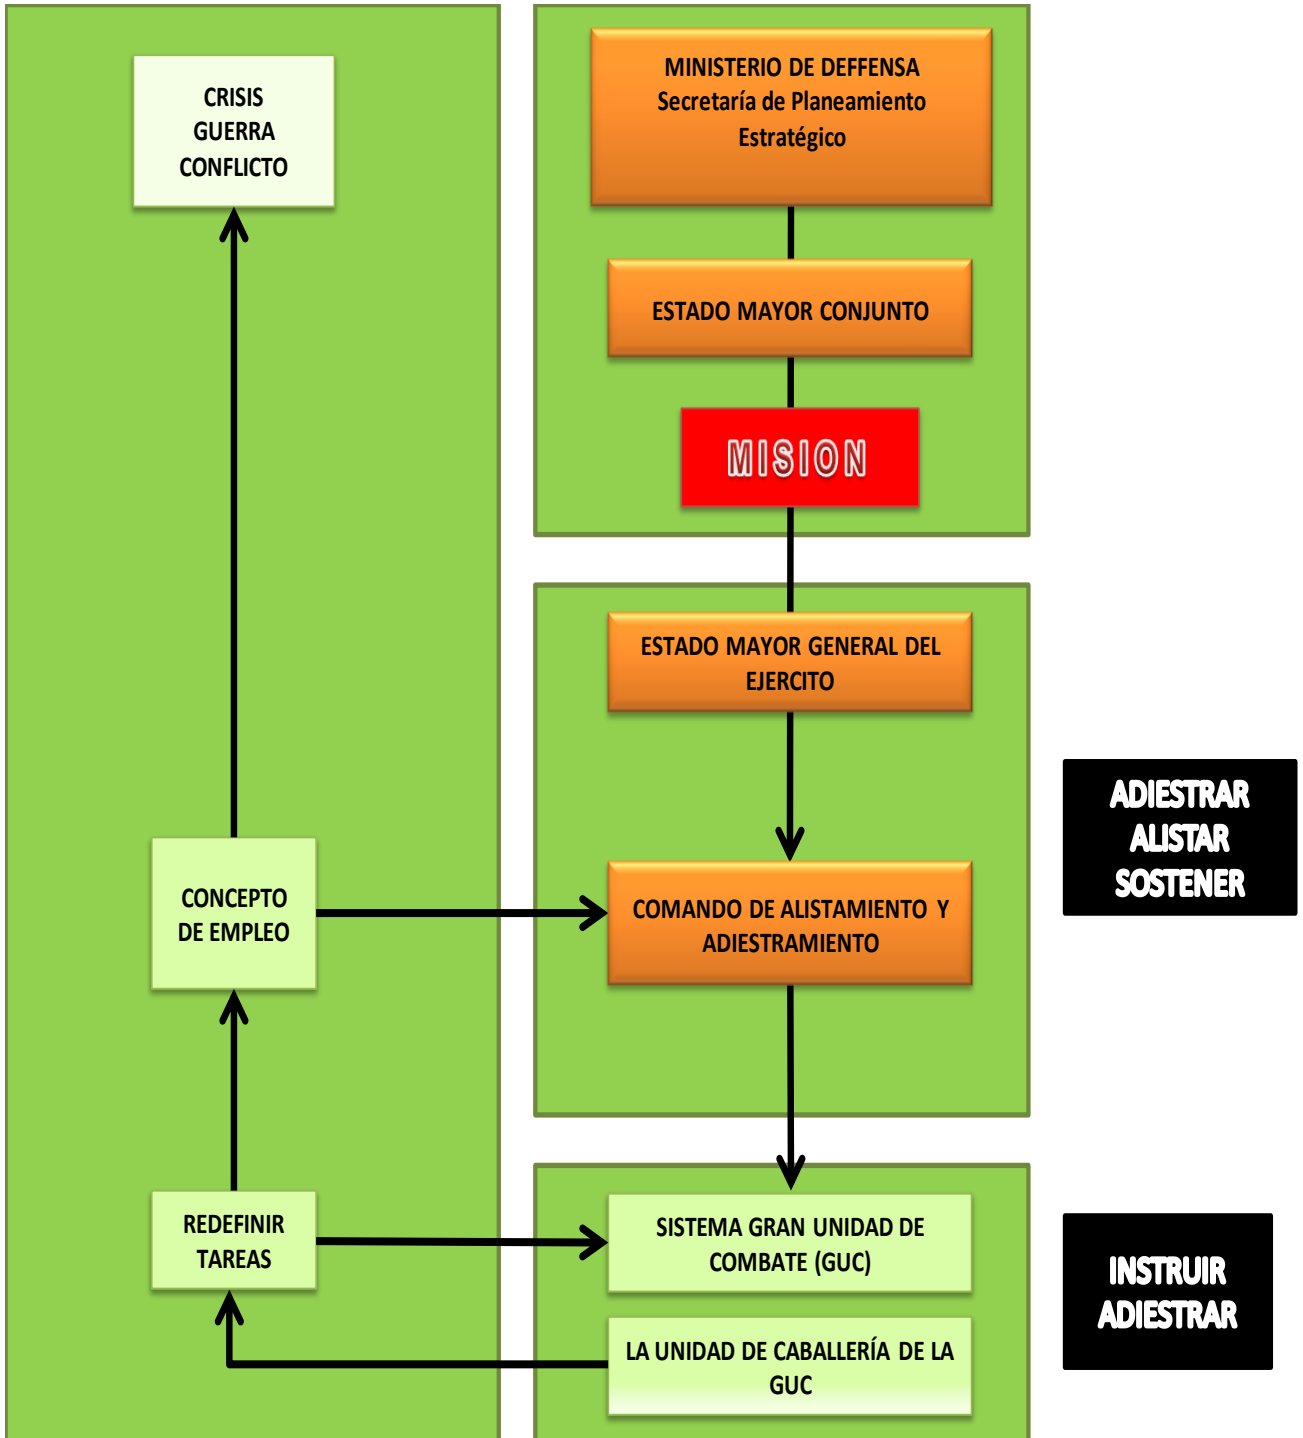 CRISIS
GUERRA
CONFLICTO
MINISTERIO DE DEFFENSA
Secretaría de Planeamiento
Estratégico
ESTADO MAYOR CONJUNTO
MISION
ESTADO MAYOR GENERAL DEL
EJERCITO
ADIESTRAR
ALISTAR
SOSTENER
CONCEPTO
DE EMPLEO
COMANDO DE ALISTAMIENTO Y
ADIESTRAMIENTO
REDEFINIR
TAREAS
SISTEMA GRAN UNIDAD DE
COMBATE (GUC)
INSTRUIR
ADIESTRAR
LA UNIDAD DE CABALLERÍA DE LA
GUC